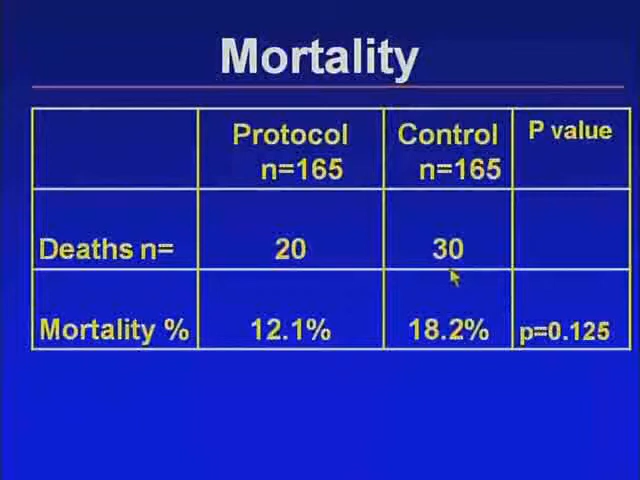 Mortality
Protocol Control P value
n=165 n=165
Deaths n= 20 30
Mortality % 12.1% 18.2% p=0.125